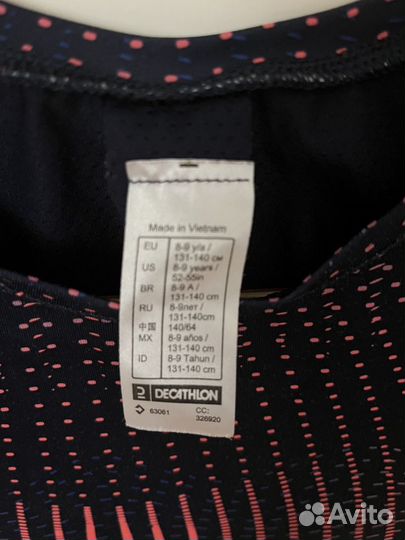 Made in Vietnam
EU 8-9 y/a / 131-140 см
US 8-9 years / 52-55in
BR 8-9 A / 131-140 cm
RU 8-9лет / 131-140cm
中国 140/64
MX 8-9 años / 131-140 cm
ID 8-9 Tahun / 131-140 cm
DECATHLON
63061 CC: 326920
Avito